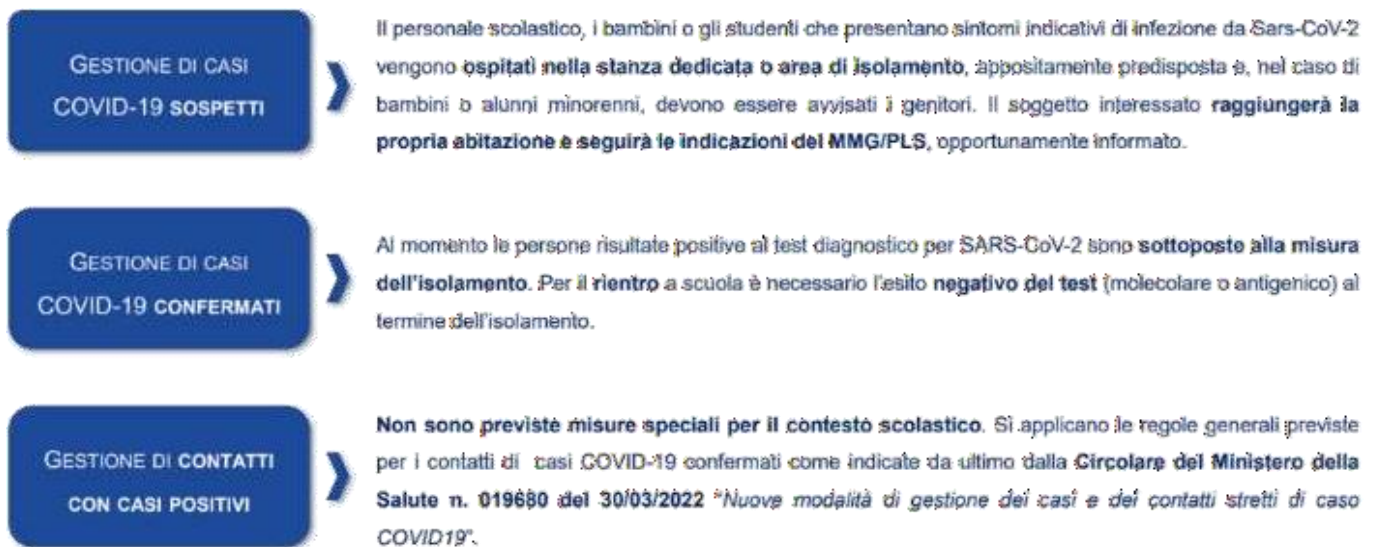 GESTIONE DI CASI
COVID-19 SOSPETTI
Il personale scolastico, i bambini o gli studenti che presentano sintomi indicativi di infezione da Sars-CoV-2
vengono ospitati nella stanza dedicata o area di isolamento, appositamente predisposta e, nel caso di
bambini o alunni minorenni, devono essere avvisati i genitori. Il soggetto interessato raggiungerà la
propria abitazione e seguirà le indicazioni del MMG/PLS, opportunamente informato.
GESTIONE DI CASI
COVID-19 CONFERMATI
Al momento le persone risultate positive al test diagnostico per SARS-CoV-2 sono sottoposte alla misura
dell'isolamento. Per il rientro a scuola è necessario l'esito negativo del test (molecolare o antigenico) al
termine dell'isolamento.
GESTIONE DI CONTATTI
CON CASI POSITIVI
Non sono previste misure speciali per il contesto scolastico. Si applicano le regole generali previste
per i contatti di casi COVID-19 confermati come indicate da ultimo dalla Circolare del Ministero della
Salute n. 019680 del 30/03/2022 "Nuove modalità di gestione dei casi e dei contatti stretti di caso
COVID19".